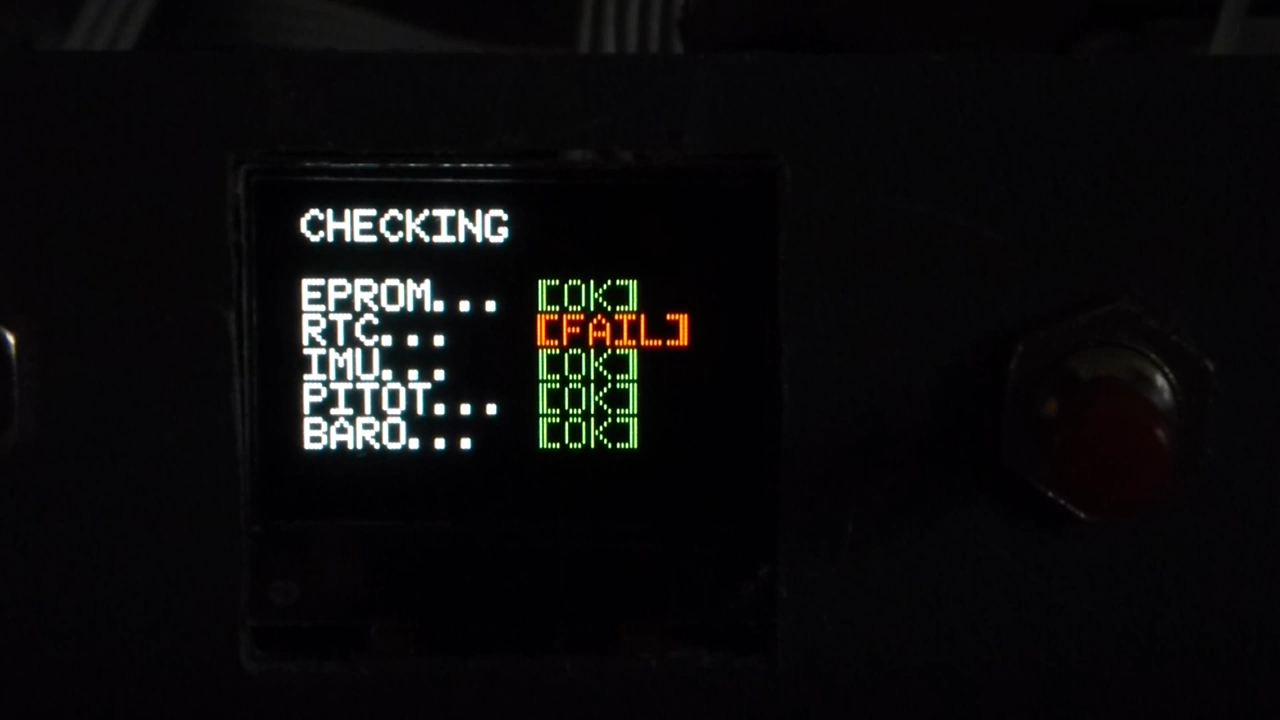 CHECKING
EPROM... [OK]
RTC... [FAIL]
IMU... [OK]
PITOT... [OK]
BARO... [OK]